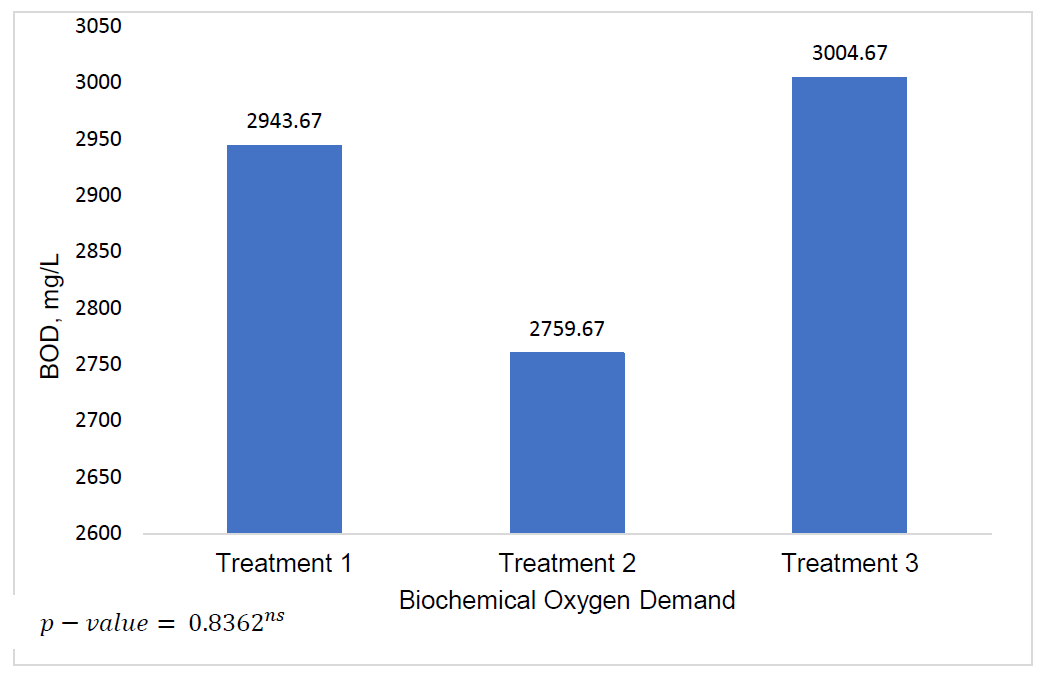 3050
3004.67
3000
2943.67
2950
2900
2850
2800
2759.67
2750
2700
2650
2600
BOD, mg/L
Treatment 1
Treatment 2
Treatment 3
Biochemical Oxygen Demand
p − value = 0.8362ⁿˢ